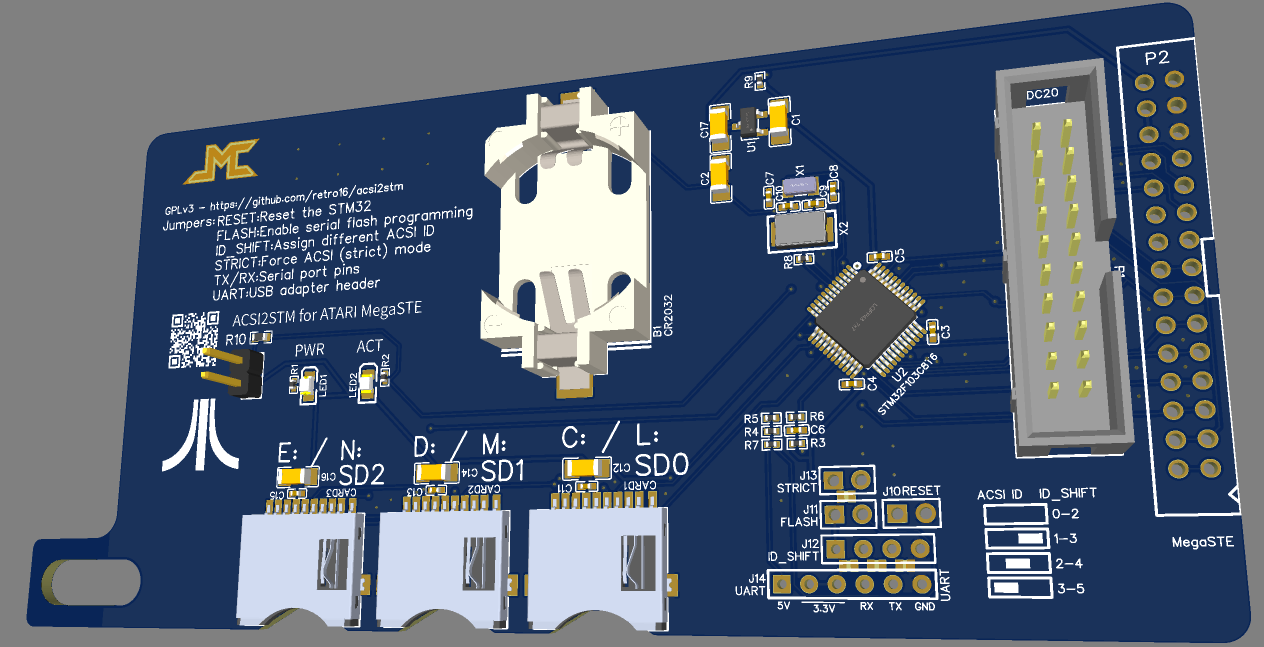 P2
DC20
R9
C17
C1
U1
C2
C7
X1
C8
C10
C9
X2
R8
C5
C3
C4
U2
STM32F103C8T6
MC
GPLv3 - https://github.com/retro16/acsi2stm
Jumpers:RESET:Reset the STM32
FLASH:Enable serial flash programming
ID_SHIFT:Assign different ACSI ID
STRICT:Force ACSI (strict) mode
TX/RX:Serial port pins
UART:USB adapter header
ACSI2STM for ATARI MegaSTE
R10
PWR
ACT
R1
LED1
LED2
R2
B1
CR2032
+
-
R5
R6
R4
C6
R7
R3
E: / N:
D: / M:
C: / L:
C16
SD2
C14
SD1
C12
SD0
C15
CARD3
C13
CARD2
C11
CARD1
J13
STRICT
J11
FLASH
J10 RESET
J12
ID_SHIFT
J14
UART
UART
5V 3.3V RX TX GND
ACSI ID ID_SHIFT
0-2
1-3
2-4
3-5
MegaSTE